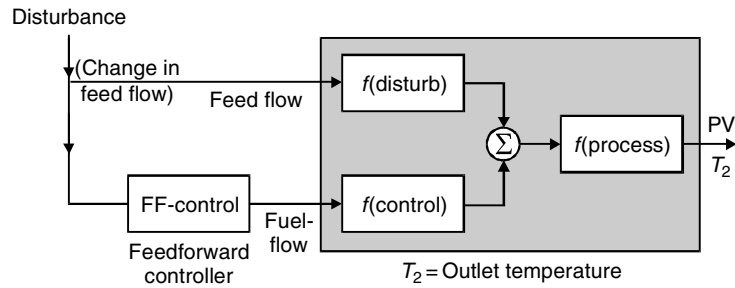 Disturbance
(Change in
feed flow)
Feed flow
f(disturb)
Σ
f(process)
PV
T₂
FF-control
Fuel-
flow
f(control)
Feedforward
controller
T₂ = Outlet temperature